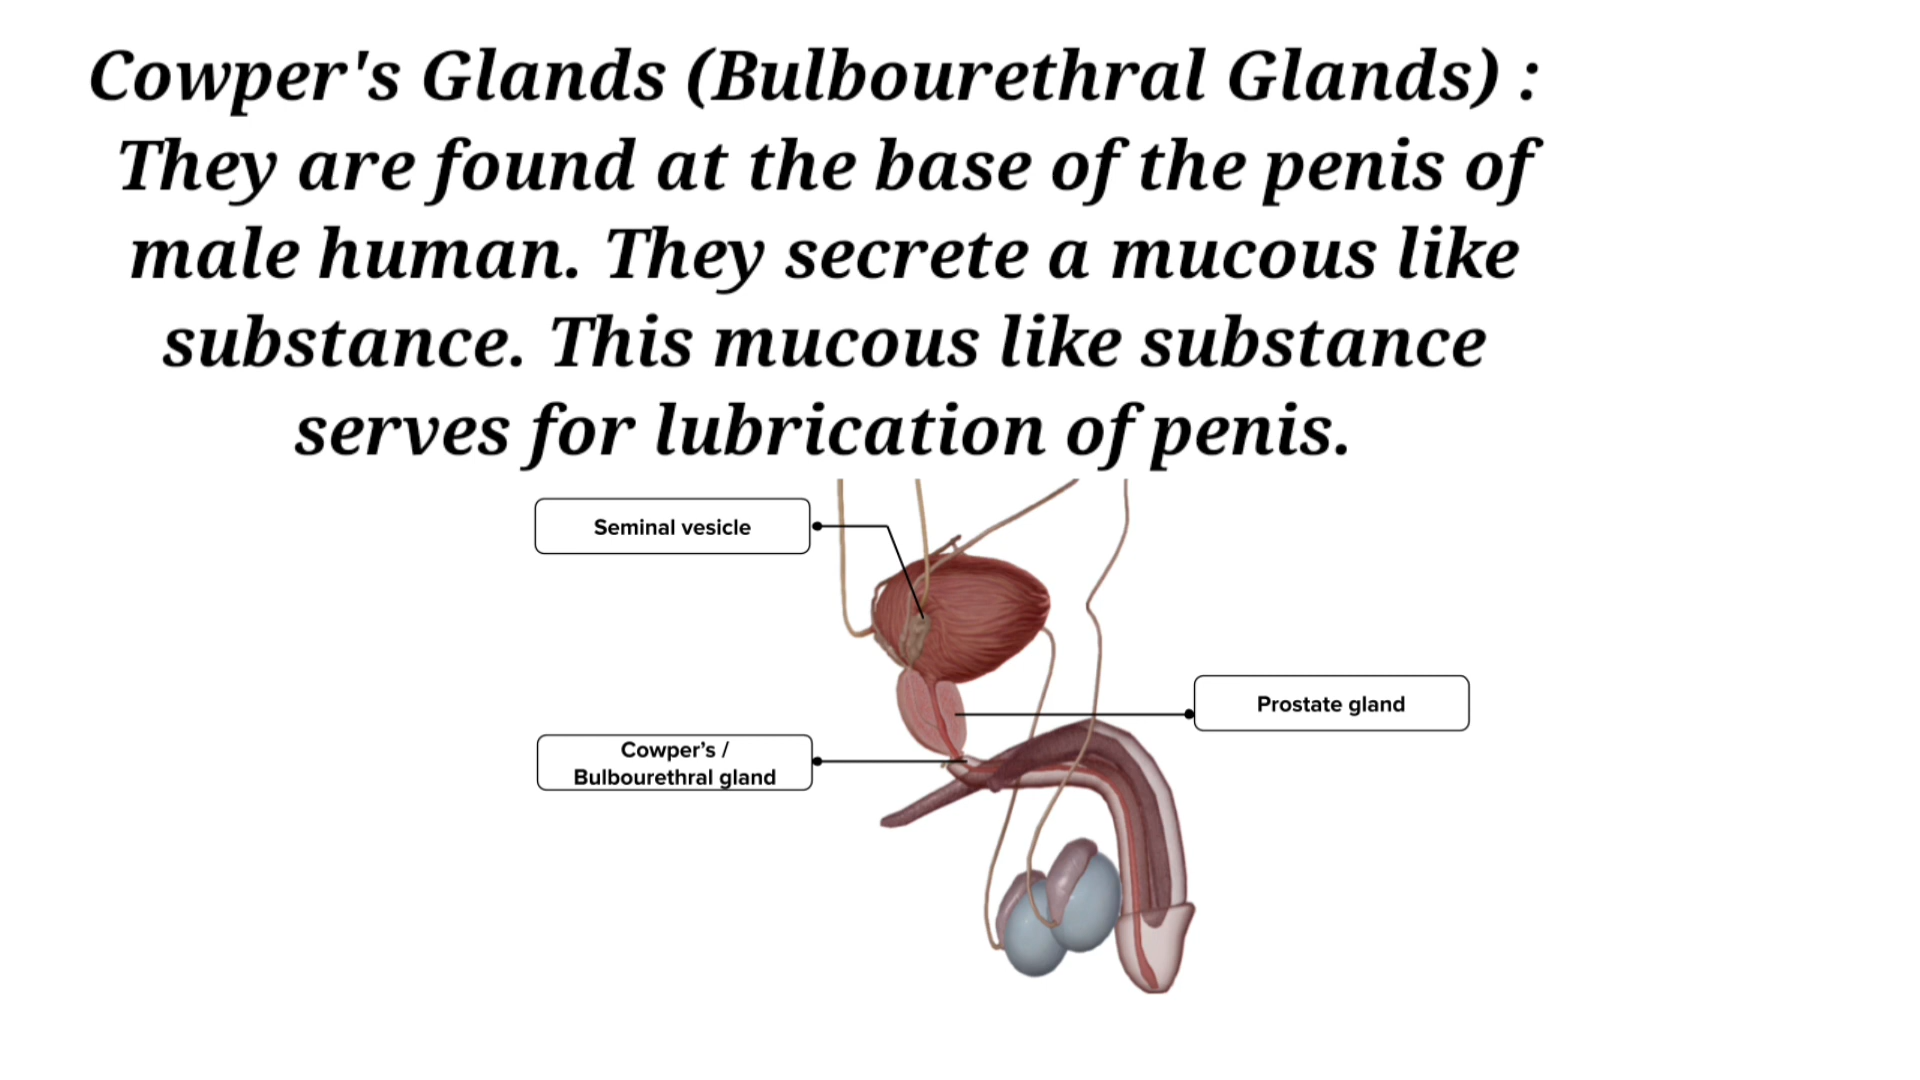 Cowper's Glands (Bulbourethral Glands) :
They are found at the base of the penis of
male human. They secrete a mucous like
substance. This mucous like substance
serves for lubrication of penis.
Seminal vesicle
Prostate gland
Cowper’s /
Bulbourethral gland